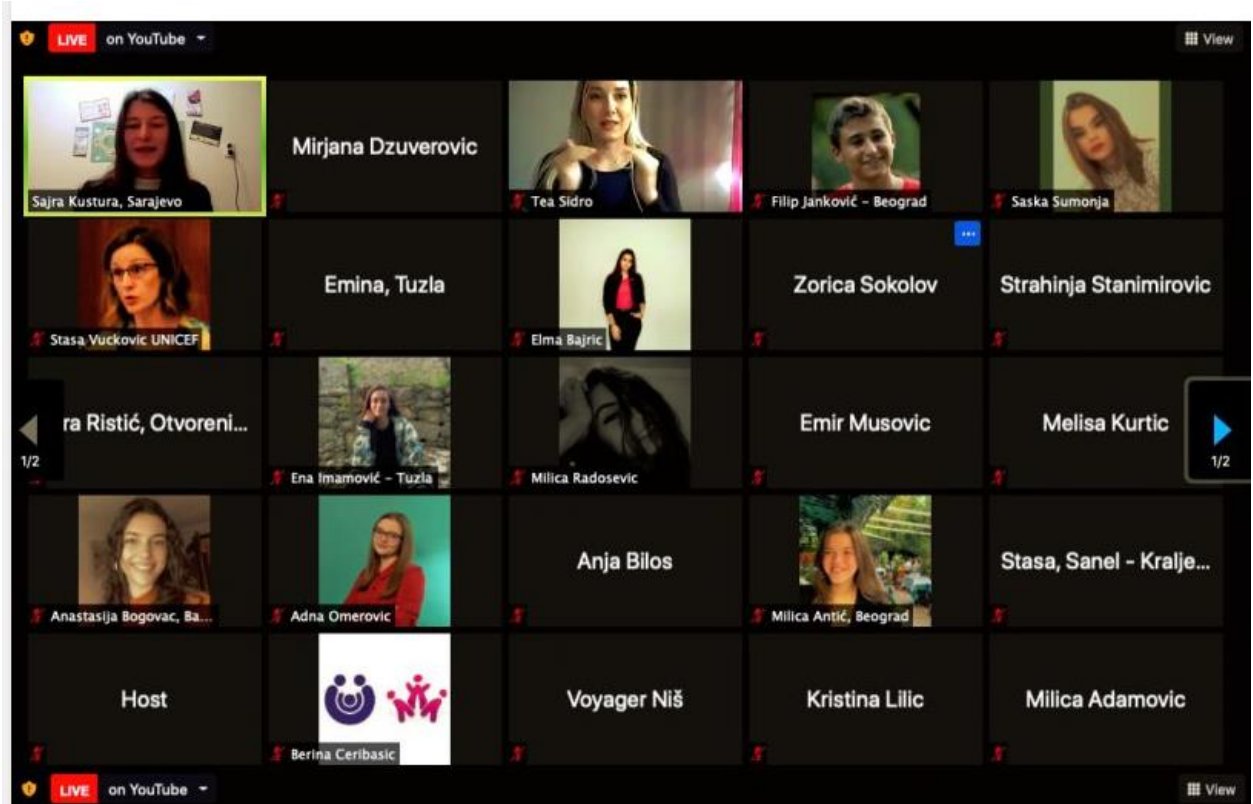 LIVE on YouTube
View
Sajra Kustura, Sarajevo
Mirjana Dzuverovic
Tea Sidro
Filip Janković – Beograd
Saska Sumonja
Stasa Vuckovic UNICEF
Emina, Tuzla
Elma Bajric
Zorica Sokolov
Strahinja Stanimirovic
ra Ristić, Otvoreni...
Ena Imamović – Tuzla
Milica Radosevic
Emir Musovic
Melisa Kurtic
1/2
1/2
Anastasija Bogovac, Ba...
Adna Omerovic
Anja Bilos
Milica Antić, Beograd
Stasa, Sanel - Kralje...
Host
Berina Ceribasic
Voyager Niš
Kristina Lilic
Milica Adamovic
LIVE on YouTube
View